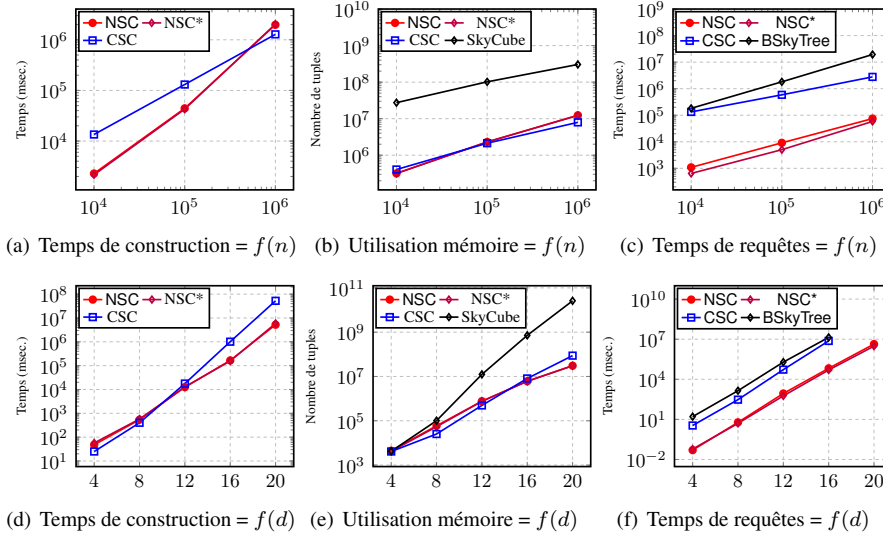 NSC NSC*
CSC
Temps (msec.)
10^6
10^5
10^4
10^4 10^5 10^6
(a) Temps de construction = f(n)
NSC NSC*
CSC SkyCube
Nombre de tuples
10^10
10^9
10^8
10^7
10^6
10^4 10^5 10^6
(b) Utilisation mémoire = f(n)
NSC NSC*
CSC BSkyTree
Temps (msec.)
10^9
10^8
10^7
10^6
10^5
10^4
10^3
10^4 10^5 10^6
(c) Temps de requêtes = f(n)
NSC NSC*
CSC
Temps (msec.)
10^8
10^7
10^6
10^5
10^4
10^3
10^2
10^1
4 8 12 16 20
(d) Temps de construction = f(d)
NSC NSC*
CSC SkyCube
Nombre de tuples
10^11
10^9
10^7
10^5
10^3
4 8 12 16 20
(e) Utilisation mémoire = f(d)
NSC NSC*
CSC BSkyTree
Temps (msec.)
10^10
10^7
10^4
10^1
10^−2
4 8 12 16 20
(f) Temps de requêtes = f(d)